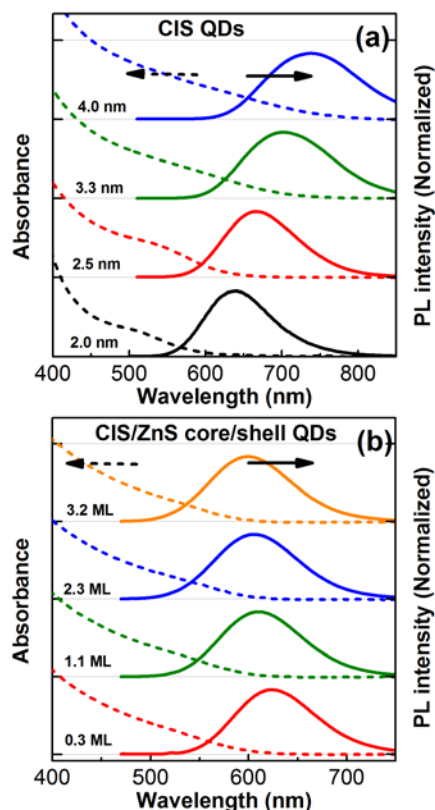 CIS QDs
(a)
4.0 nm
3.3 nm
2.5 nm
2.0 nm
Absorbance
PL intensity (Normalized)
400 500 600 700 800
Wavelength (nm)
CIS/ZnS core/shell QDs
(b)
3.2 ML
2.3 ML
1.1 ML
0.3 ML
Absorbance
PL intensity (Normalized)
400 500 600 700
Wavelength (nm)